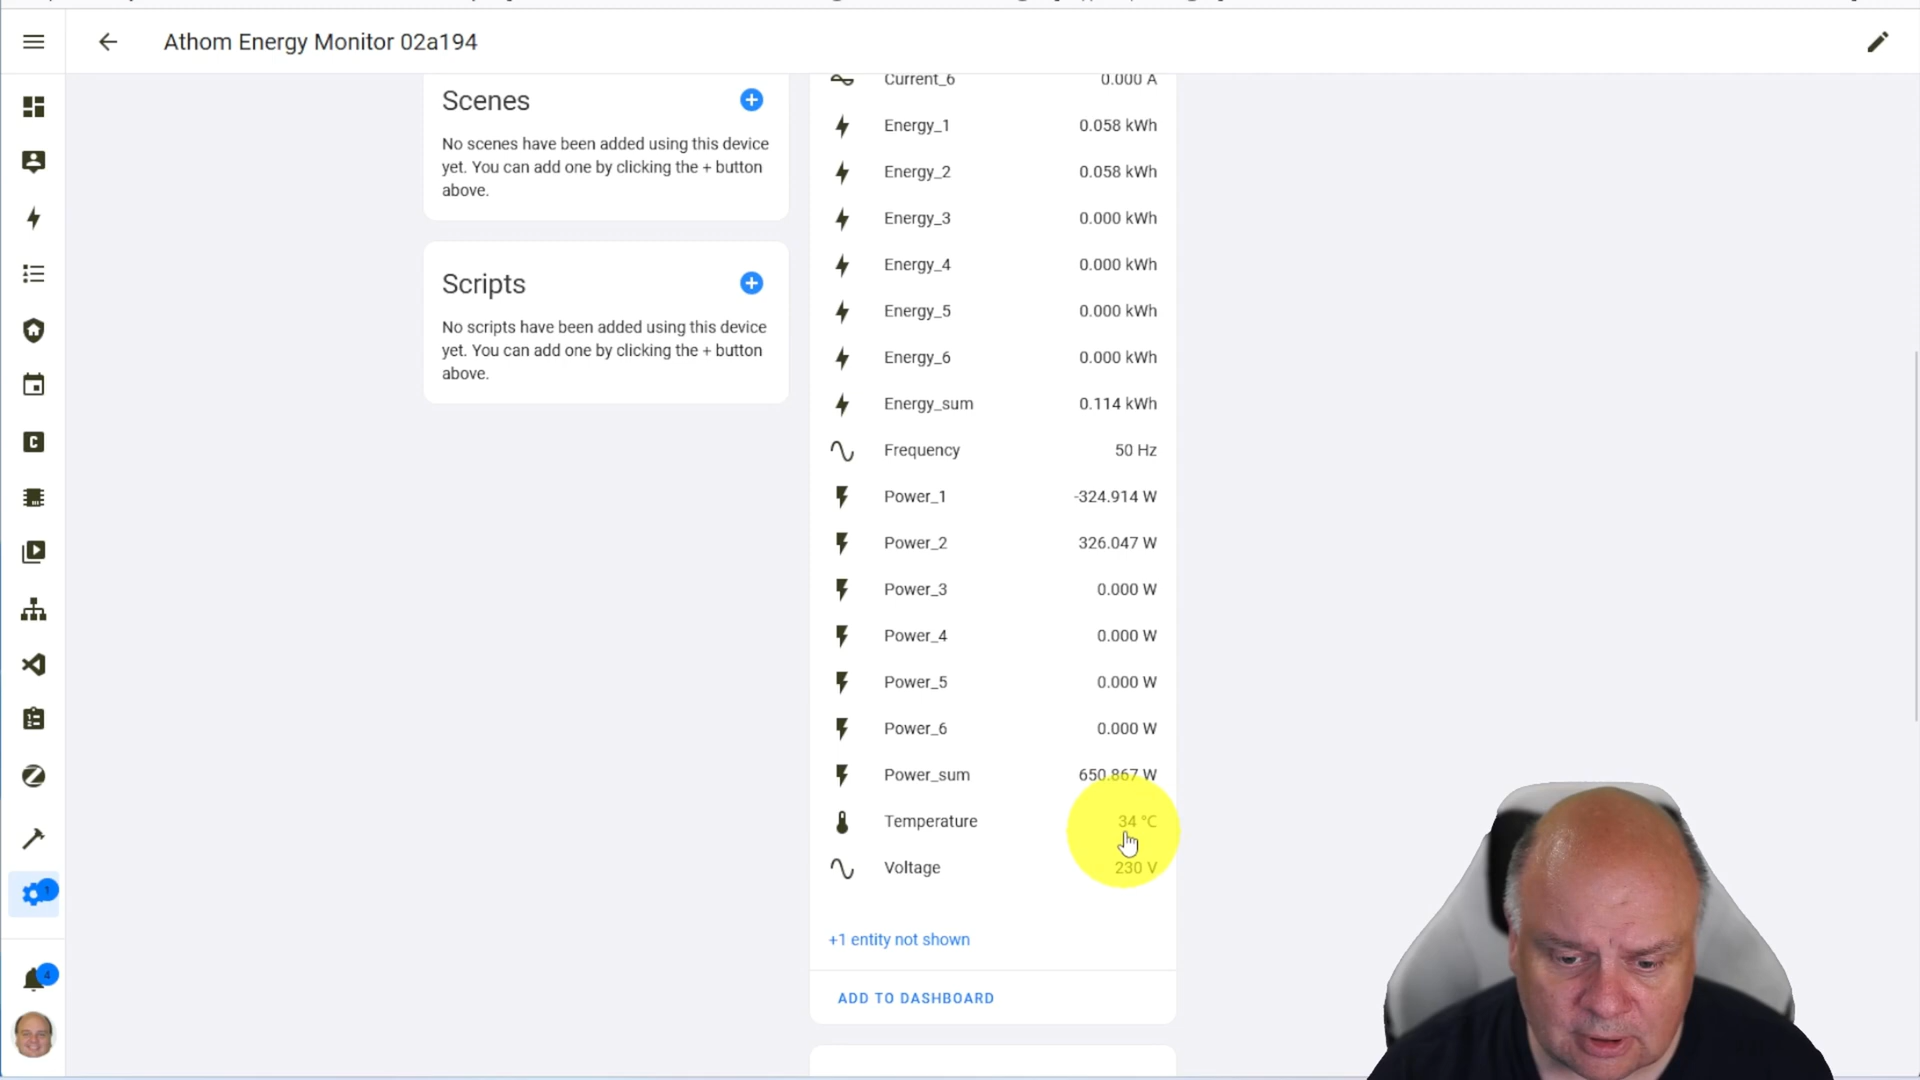 Athom Energy Monitor 02a194
Scenes
No scenes have been added using this device
yet. You can add one by clicking the + button
above.
Scripts
No scripts have been added using this device
yet. You can add one by clicking the + button
above.
Current_6 0.000 A
Energy_1 0.058 kWh
Energy_2 0.058 kWh
Energy_3 0.000 kWh
Energy_4 0.000 kWh
Energy_5 0.000 kWh
Energy_6 0.000 kWh
Energy_sum 0.114 kWh
Frequency 50 Hz
Power_1 -324.914 W
Power_2 326.047 W
Power_3 0.000 W
Power_4 0.000 W
Power_5 0.000 W
Power_6 0.000 W
Power_sum 650.867 W
Temperature 34 °C
Voltage 230 V
+1 entity not shown
ADD TO DASHBOARD
C
1
4